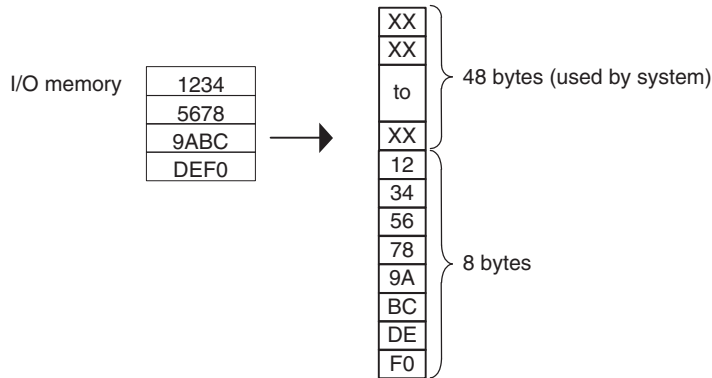 I/O memory
1234
5678
9ABC
DEF0
XX
XX
to
XX
48 bytes (used by system)
12
34
56
78
9A
BC
DE
F0
8 bytes